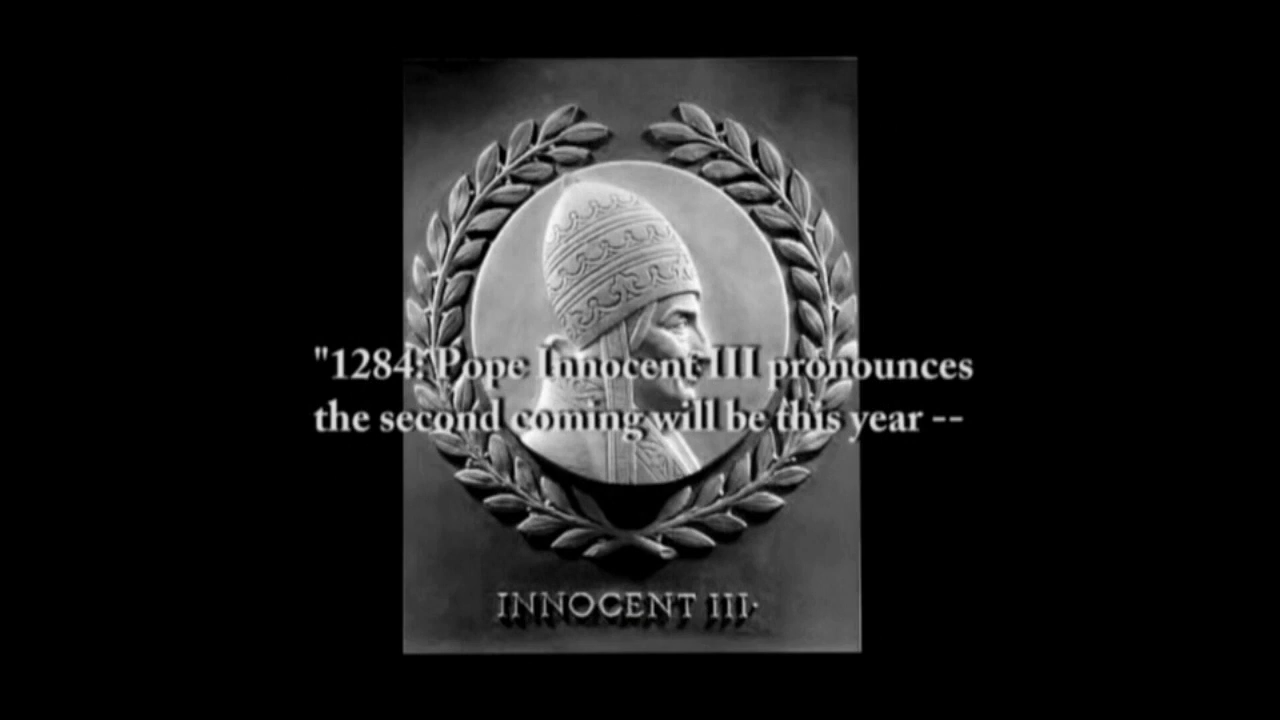 "1284: Pope Innocent III pronounces
the second coming will be this year --
INNOCENT III·